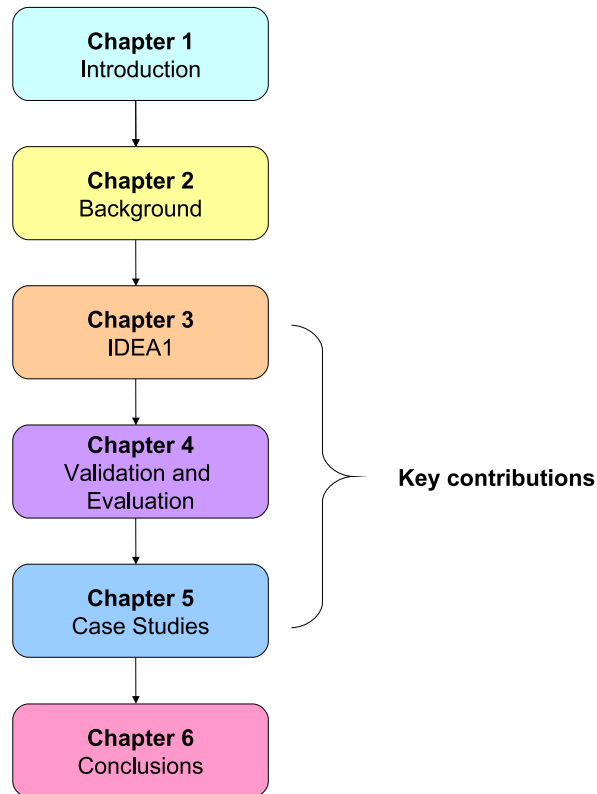 Chapter 1
Introduction
Chapter 2
Background
Chapter 3
IDEA1
Chapter 4
Validation and
Evaluation
Key contributions
Chapter 5
Case Studies
Chapter 6
Conclusions